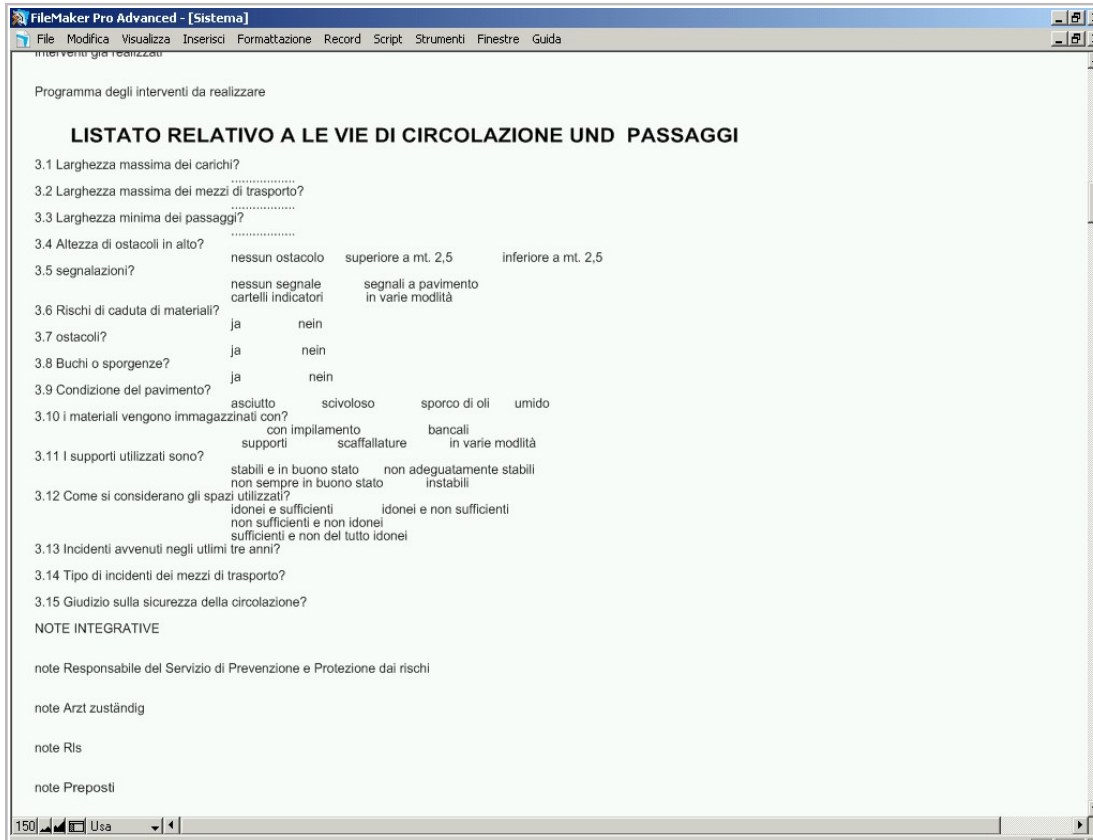 FileMaker Pro Advanced - [Sistema]
File Modifica Visualizza Inserisci Formattazione Record Script Strumenti Finestre Guida
Interventi già realizzati
Programma degli interventi da realizzare
LISTATO RELATIVO A LE VIE DI CIRCOLAZIONE UND PASSAGGI
3.1 Larghezza massima dei carichi?
..................
3.2 Larghezza massima dei mezzi di trasporto?
..................
3.3 Larghezza minima dei passaggi?
..................
3.4 Altezza di ostacoli in alto?
nessun ostacolo superiore a mt. 2,5 inferiore a mt. 2,5
3.5 segnalazioni?
nessun segnale segnali a pavimento
cartelli indicatori in varie modlità
3.6 Rischi di caduta di materiali?
ja nein
3.7 ostacoli?
ja nein
3.8 Buchi o sporgenze?
ja nein
3.9 Condizione del pavimento?
asciutto scivoloso sporco di oli umido
3.10 i materiali vengono immagazzinati con?
con impilamento bancali
supporti scaffallature in varie modlità
3.11 I supporti utilizzati sono?
stabili e in buono stato non adeguatamente stabili
non sempre in buono stato instabili
3.12 Come si considerano gli spazi utilizzati?
idonei e sufficienti idonei e non sufficienti
non sufficienti e non idonei
sufficienti e non del tutto idonei
3.13 Incidenti avvenuti negli utlimi tre anni?
3.14 Tipo di incidenti dei mezzi di trasporto?
3.15 Giudizio sulla sicurezza della circolazione?
NOTE INTEGRATIVE
note Responsabile del Servizio di Prevenzione e Protezione dai rischi
note Arzt zuständig
note Rls
note Preposti
150 Usa